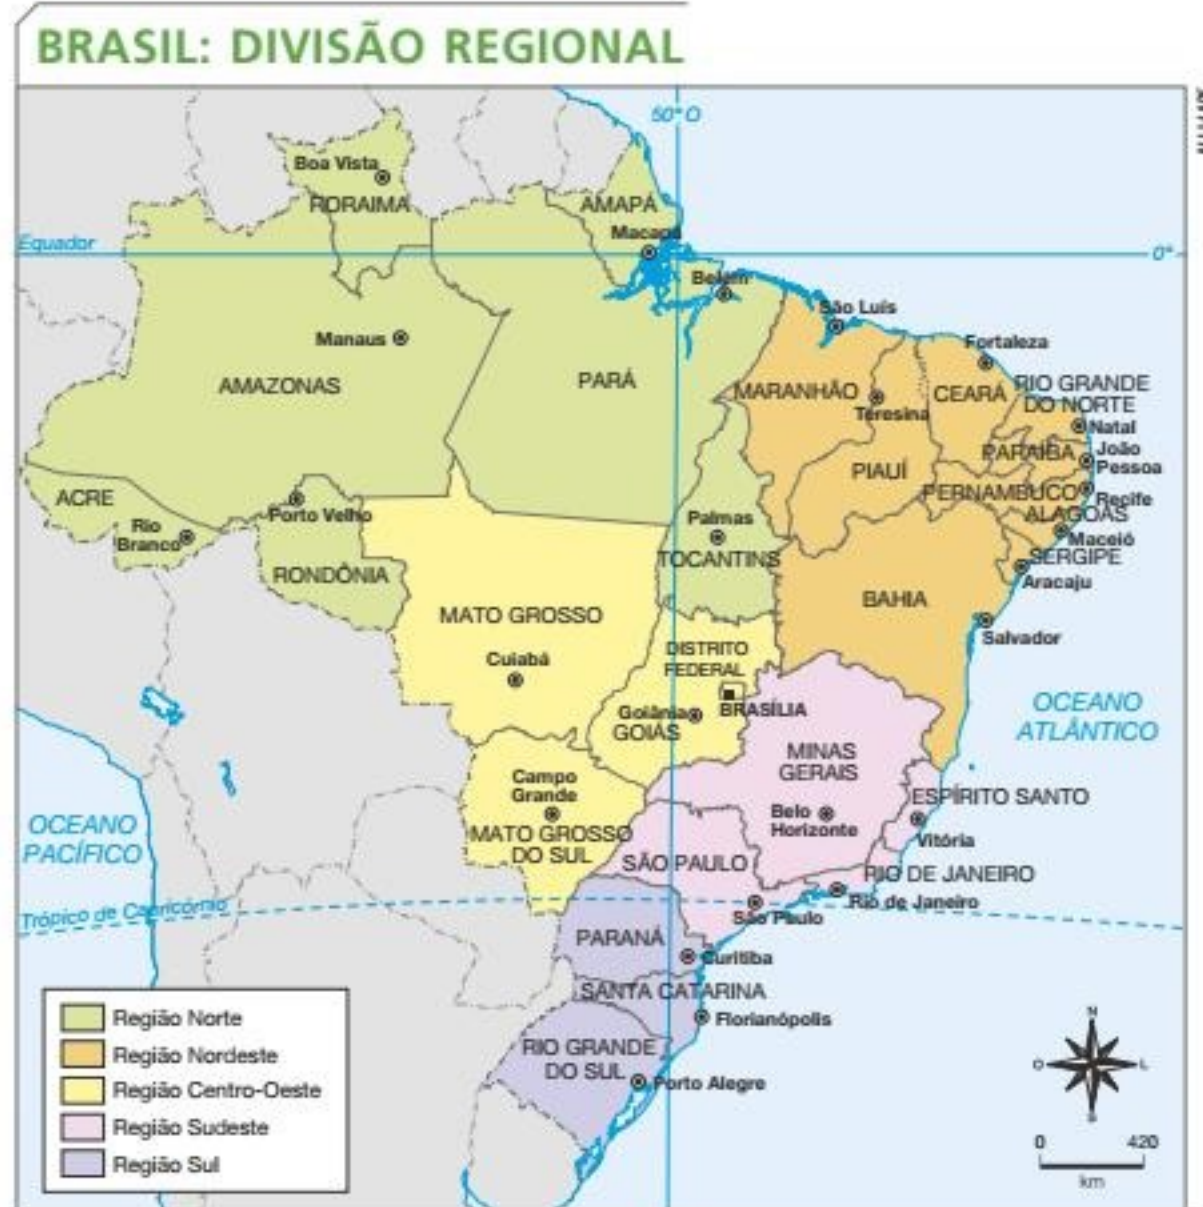 BRASIL: DIVISÃO REGIONAL
50° O
Boa Vista
RORAIMA
AMAPÁ
Macapá
Equador
0°
Belém
São Luís
Manaus
Fortaleza
AMAZONAS
PARÁ
MARANHÃO
CEARÁ
RIO GRANDE
DO NORTE
Teresina
Natal
PIAUÍ
PARAÍBA
João
Pessoa
ACRE
PERNAMBUCO
Recife
Porto Velho
ALAGOAS
Rio
Branco
Palmas
Maceió
TOCANTINS
SERGIPE
RONDÔNIA
Aracaju
BAHIA
MATO GROSSO
Salvador
DISTRITO
FEDERAL
Cuiabá
BRASÍLIA
Goiânia
GOIÁS
OCEANO
ATLÂNTICO
MINAS
GERAIS
Campo
Grande
ESPÍRITO SANTO
Belo
Horizonte
Vitória
OCEANO
PACÍFICO
MATO GROSSO
DO SUL
SÃO PAULO
RIO DE JANEIRO
Rio de Janeiro
São Paulo
Trópico de Capricórnio
PARANÁ
Curitiba
SANTA CATARINA
Florianópolis
RIO GRANDE
DO SUL
Porto Alegre
Região Norte
Região Nordeste
Região Centro-Oeste
Região Sudeste
Região Sul
N
O
L
S
0 420
km